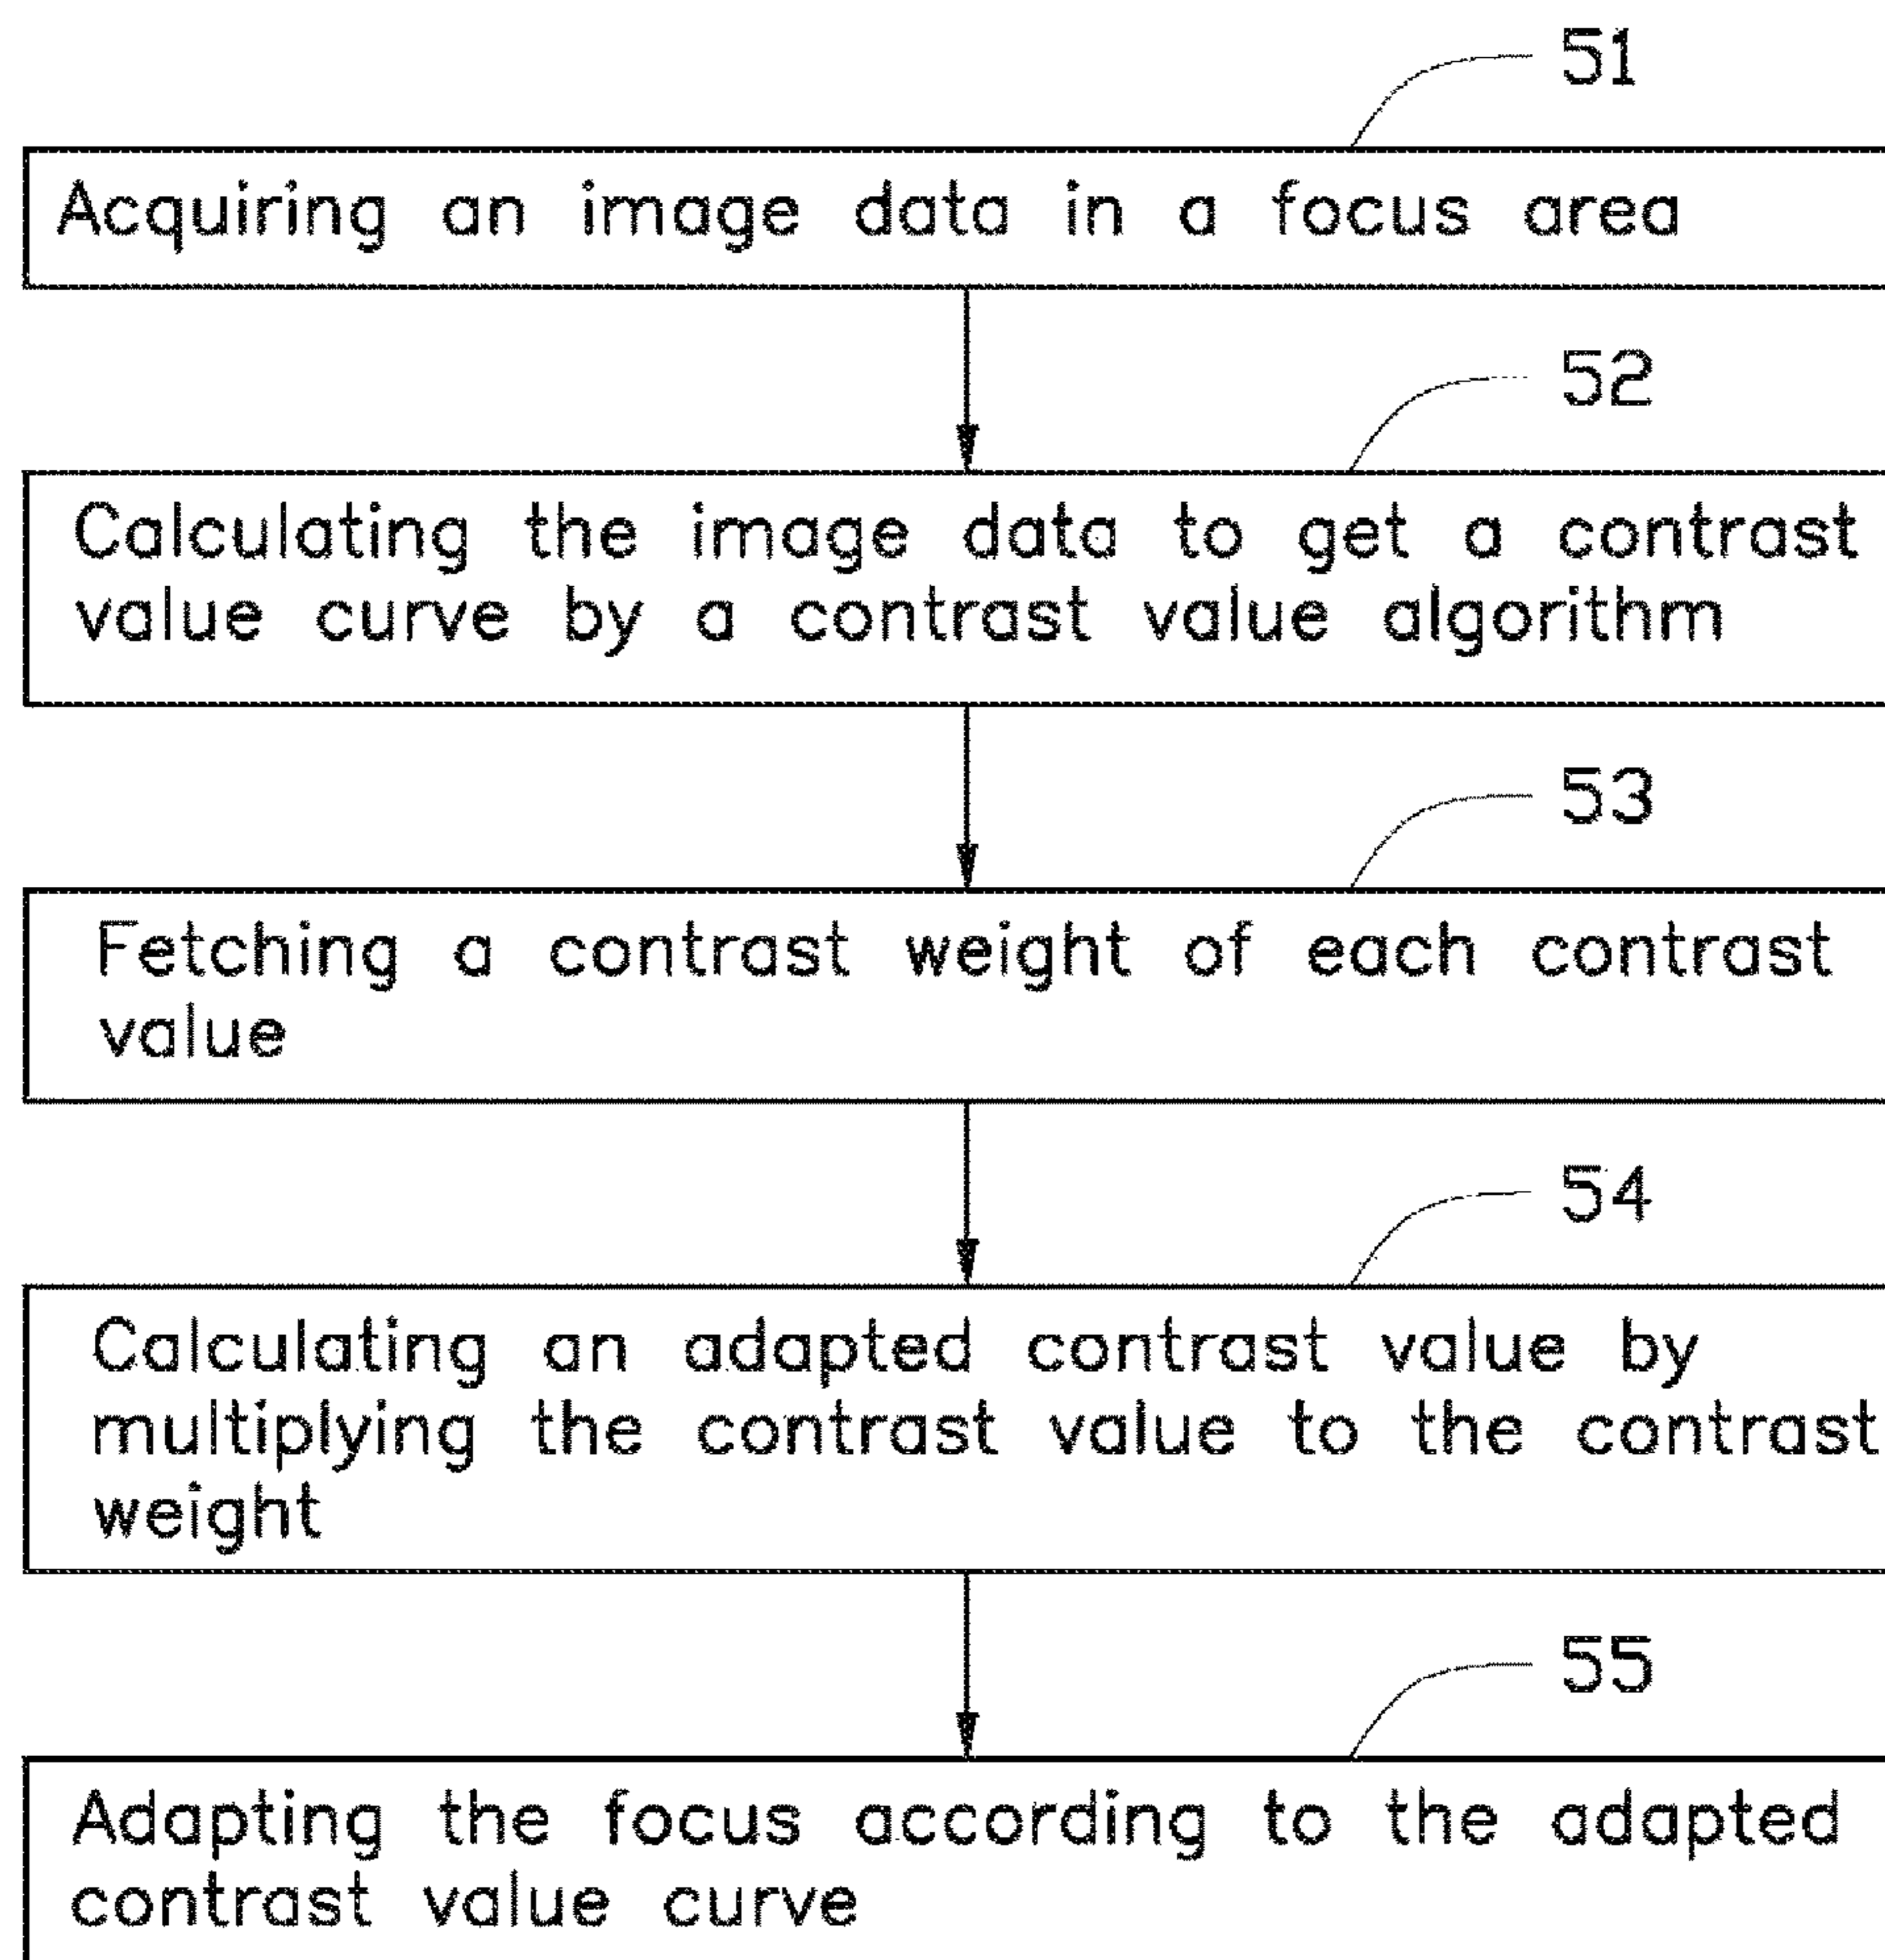 51
Acquiring an image data in a focus area
52
Calculating the image data to get a contrast
value curve by a contrast value algorithm
53
Fetching a contrast weight of each contrast
value
54
Calculating an adapted contrast value by
multiplying the contrast value to the contrast
weight
55
Adapting the focus according to the adapted
contrast value curve